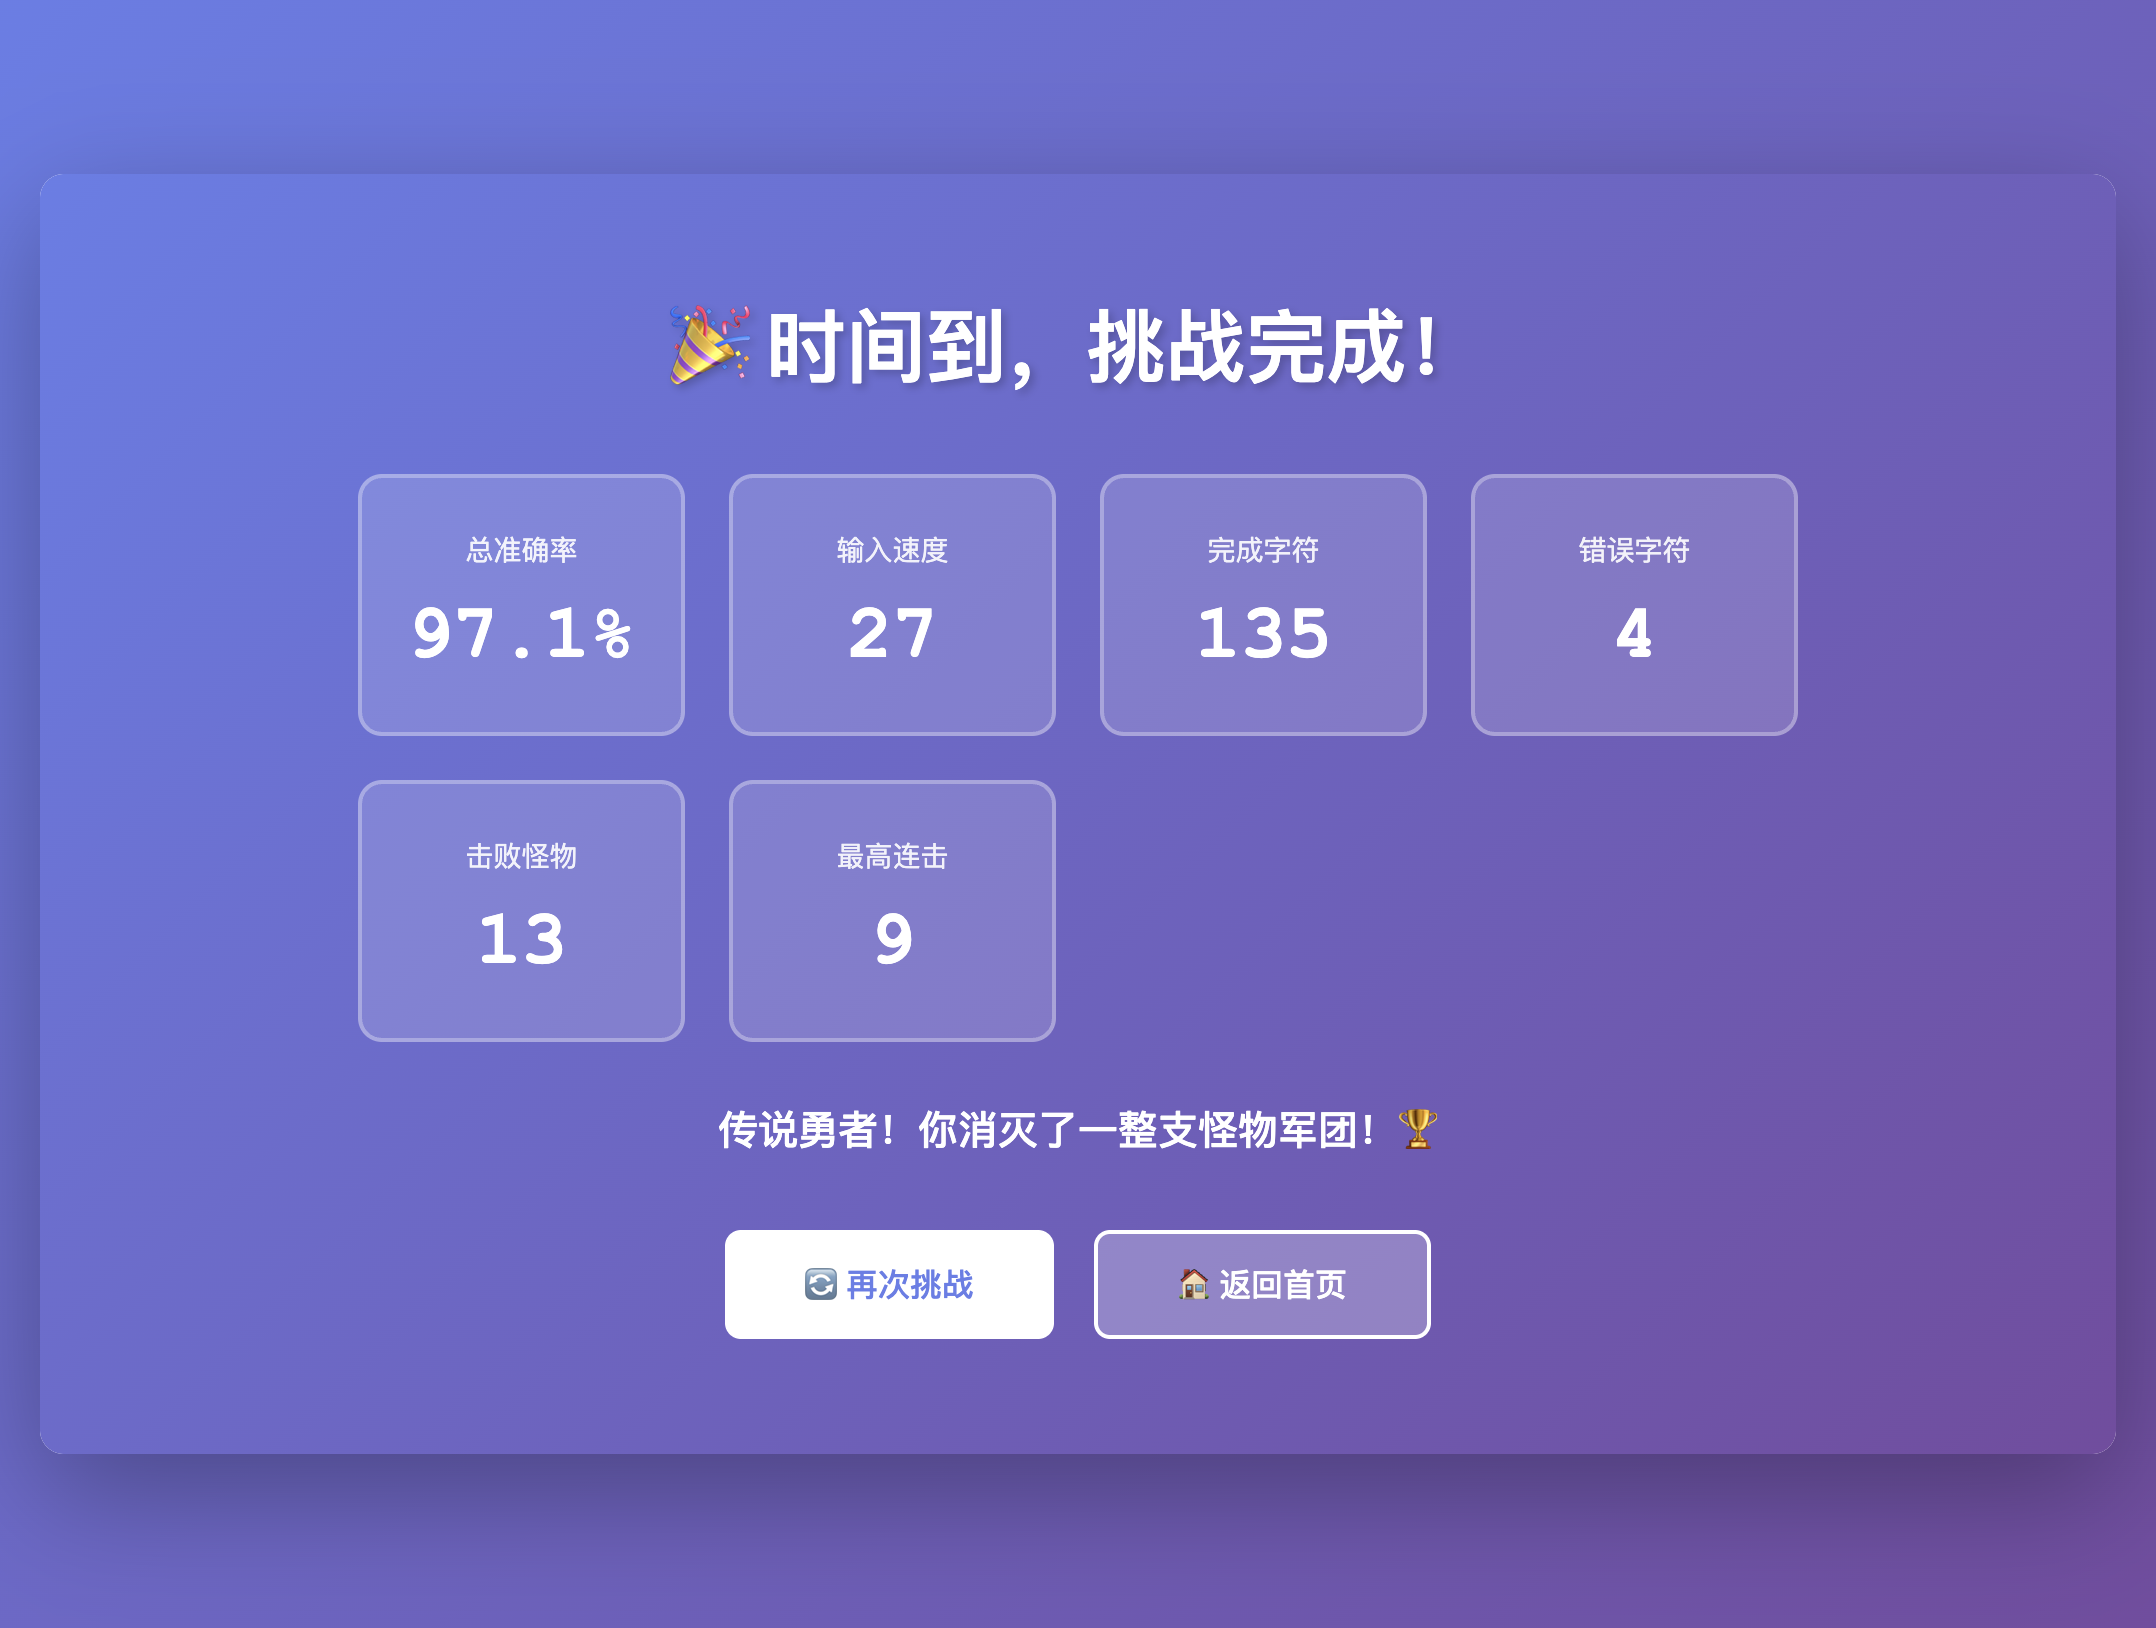 🎉 时间到，挑战完成！
总准确率
97.1%
输入速度
27
完成字符
135
错误字符
4
击败怪物
13
最高连击
9
传说勇者！你消灭了一整支怪物军团！🏆
🔄 再次挑战
🏠 返回首页